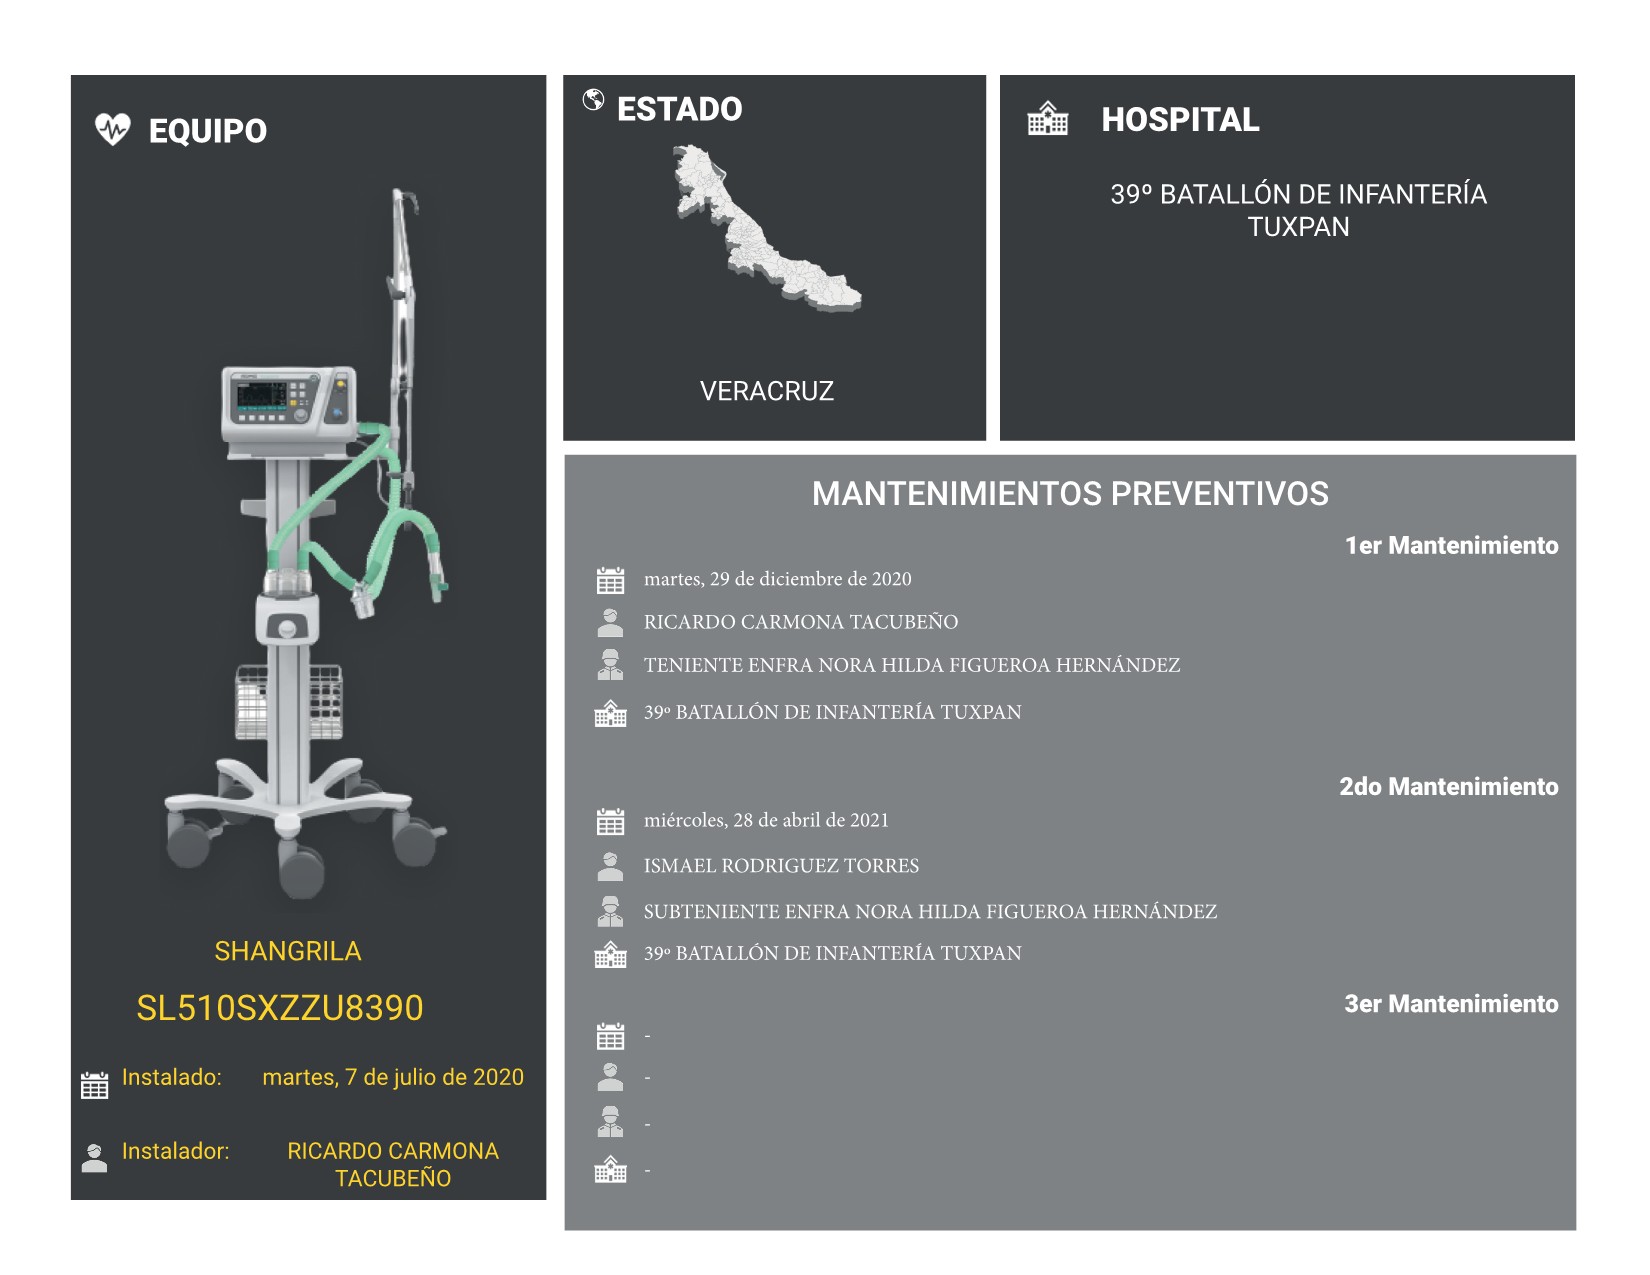 EQUIPO
SHANGRILA
SL510SXZZU8390
Instalado: martes, 7 de julio de 2020
Instalador: RICARDO CARMONA
TACUBEÑO
ESTADO
VERACRUZ
HOSPITAL
39º BATALLÓN DE INFANTERÍA
TUXPAN
MANTENIMIENTOS PREVENTIVOS
1er Mantenimiento
martes, 29 de diciembre de 2020
RICARDO CARMONA TACUBEÑO
TENIENTE ENFRA NORA HILDA FIGUEROA HERNÁNDEZ
39º BATALLÓN DE INFANTERÍA TUXPAN
2do Mantenimiento
miércoles, 28 de abril de 2021
ISMAEL RODRIGUEZ TORRES
SUBTENIENTE ENFRA NORA HILDA FIGUEROA HERNÁNDEZ
39º BATALLÓN DE INFANTERÍA TUXPAN
3er Mantenimiento
-
-
-
-